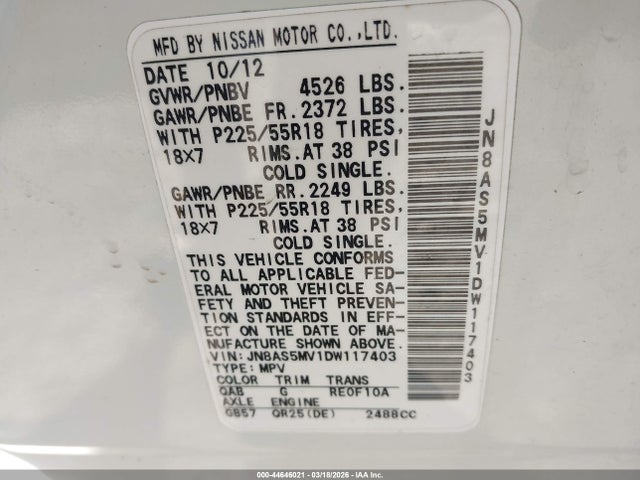 MFD BY NISSAN MOTOR CO.,LTD.
DATE 10/12
GVWR/PNBV 4526 LBS.
GAWR/PNBE FR.2372 LBS.
WITH P225/55R18 TIRES,
18X7 RIMS.AT 38 PSI
COLD SINGLE.
GAWR/PNBE RR.2249 LBS.
WITH P225/55R18 TIRES,
18X7 RIMS.AT 38 PSI
COLD SINGLE.
THIS VEHICLE CONFORMS
TO ALL APPLICABLE FED-
ERAL MOTOR VEHICLE SA-
FETY AND THEFT PREVEN-
TION STANDARDS IN EFF-
ECT ON THE DATE OF MA-
NUFACTURE SHOWN ABOVE.
VIN: JN8AS5MV1DW117403
TYPE: MPV
COLOR TRIM TRANS
QAB G RE0F10A
AXLE ENGINE
GB57 QR25(DE) 2488CC
JN8AS5MV1DW117403
000-44646021 - 03/18/2026 - IAAI.COM